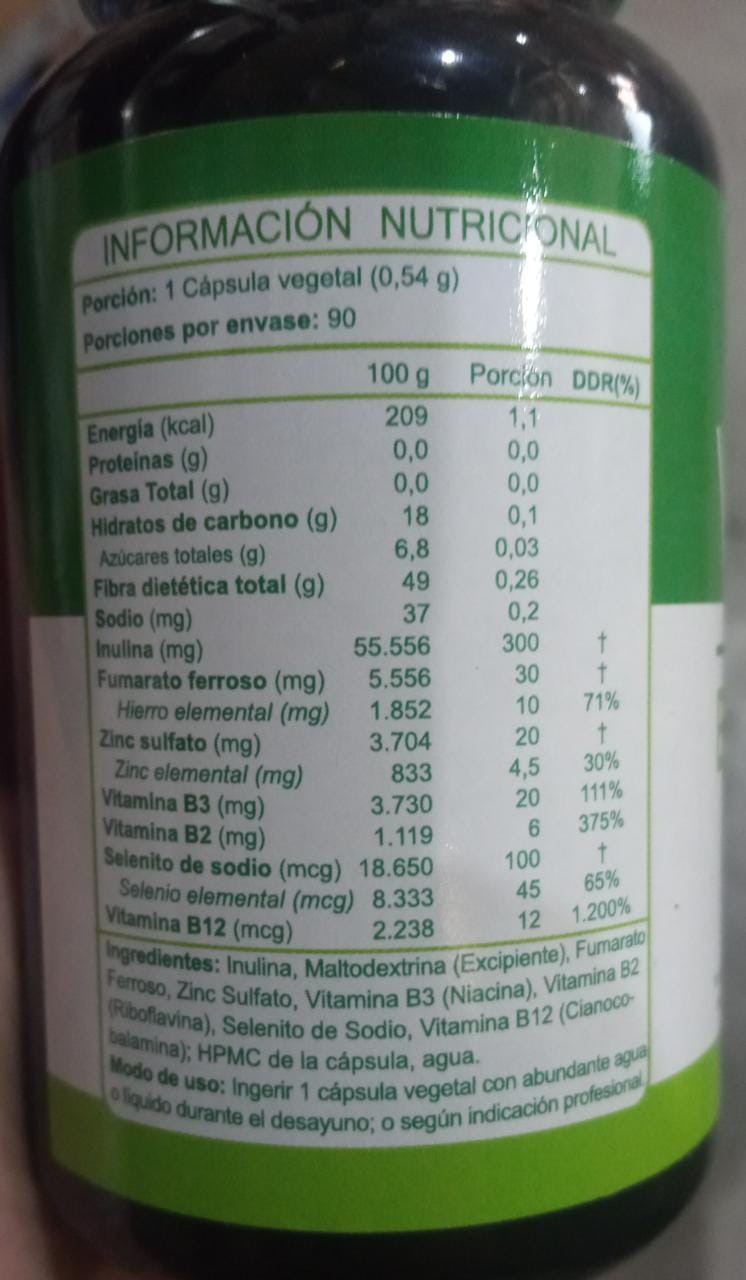 INFORMACIÓN NUTRICIONAL
Porción: 1 Cápsula vegetal (0,54 g)
Porciones por envase: 90
100 g Porción DDR(%)
Energía (kcal) 209 1,1
Proteínas (g) 0,0 0,0
Grasa Total (g) 0,0 0,0
Hidratos de carbono (g) 18 0,1
Azúcares totales (g) 6,8 0,03
Fibra dietética total (g) 49 0,26
Sodio (mg) 37 0,2
Inulina (mg) 55.556 300 †
Fumarato ferroso (mg) 5.556 30 †
Hierro elemental (mg) 1.852 10 71%
Zinc sulfato (mg) 3.704 20 †
Zinc elemental (mg) 833 4,5 30%
Vitamina B3 (mg) 3.730 20 111%
Vitamina B2 (mg) 1.119 6 375%
Selenito de sodio (mcg) 18.650 100 †
Selenio elemental (mcg) 8.333 45 65%
Vitamina B12 (mcg) 2.238 12 1.200%
Ingredientes: Inulina, Maltodextrina (Excipiente), Fumarato
Ferroso, Zinc Sulfato, Vitamina B3 (Niacina), Vitamina B2
(Riboflavina), Selenito de Sodio, Vitamina B12 (Cianoco-
balamina); HPMC de la cápsula, agua.
Modo de uso: Ingerir 1 cápsula vegetal con abundante agua
o líquido durante el desayuno; o según indicación profesional.